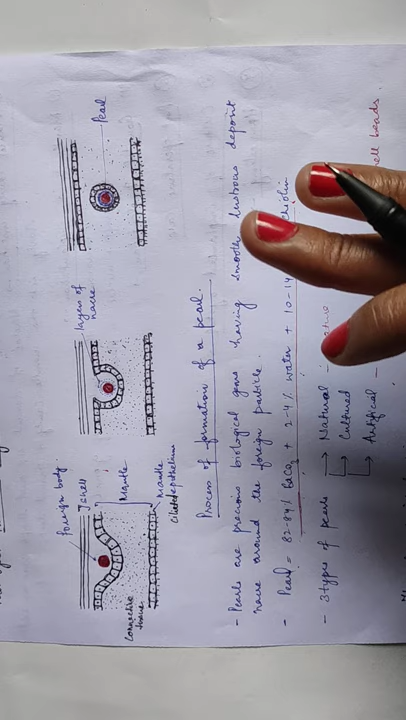 foreign body
Shell
Mantle
Mantle
ciliated epithelium
Connective
tissue
layers of
nacre
Pearl
Process of formation of a pearl.
- Pearls are precious biological gems having smooth lustrous deposit
nacre around the foreign particle.
- Pearl = 82-84% CaCO3 + 2-4% water + 10-14
- 3 types of pearls → Natural -
→ Cultured
→ Artificial -
beads.